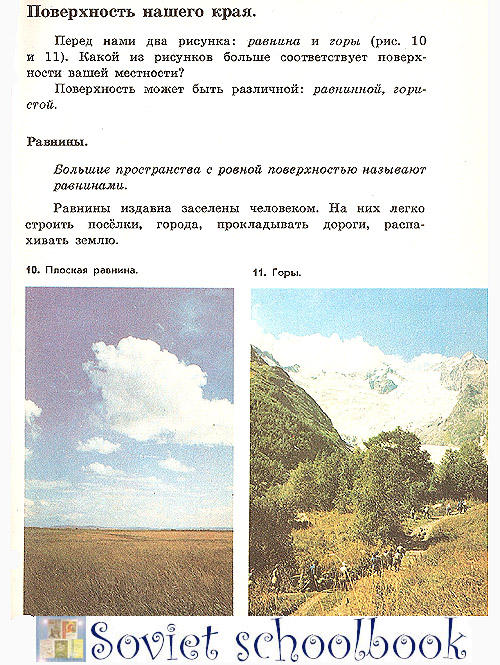 Поверхность нашего края.
Перед нами два рисунка: равнина и горы (рис. 10
и 11). Какой из рисунков больше соответствует поверх-
ности вашей местности?
Поверхность может быть различной: равнинной, гори-
стой.
Равнины.
Большие пространства с ровной поверхностью называют
равнинами.
Равнины издавна заселены человеком. На них легко
строить посёлки, города, прокладывать дороги, распа-
хивать землю.
10. Плоская равнина.
11. Горы.
Soviet schoolbook